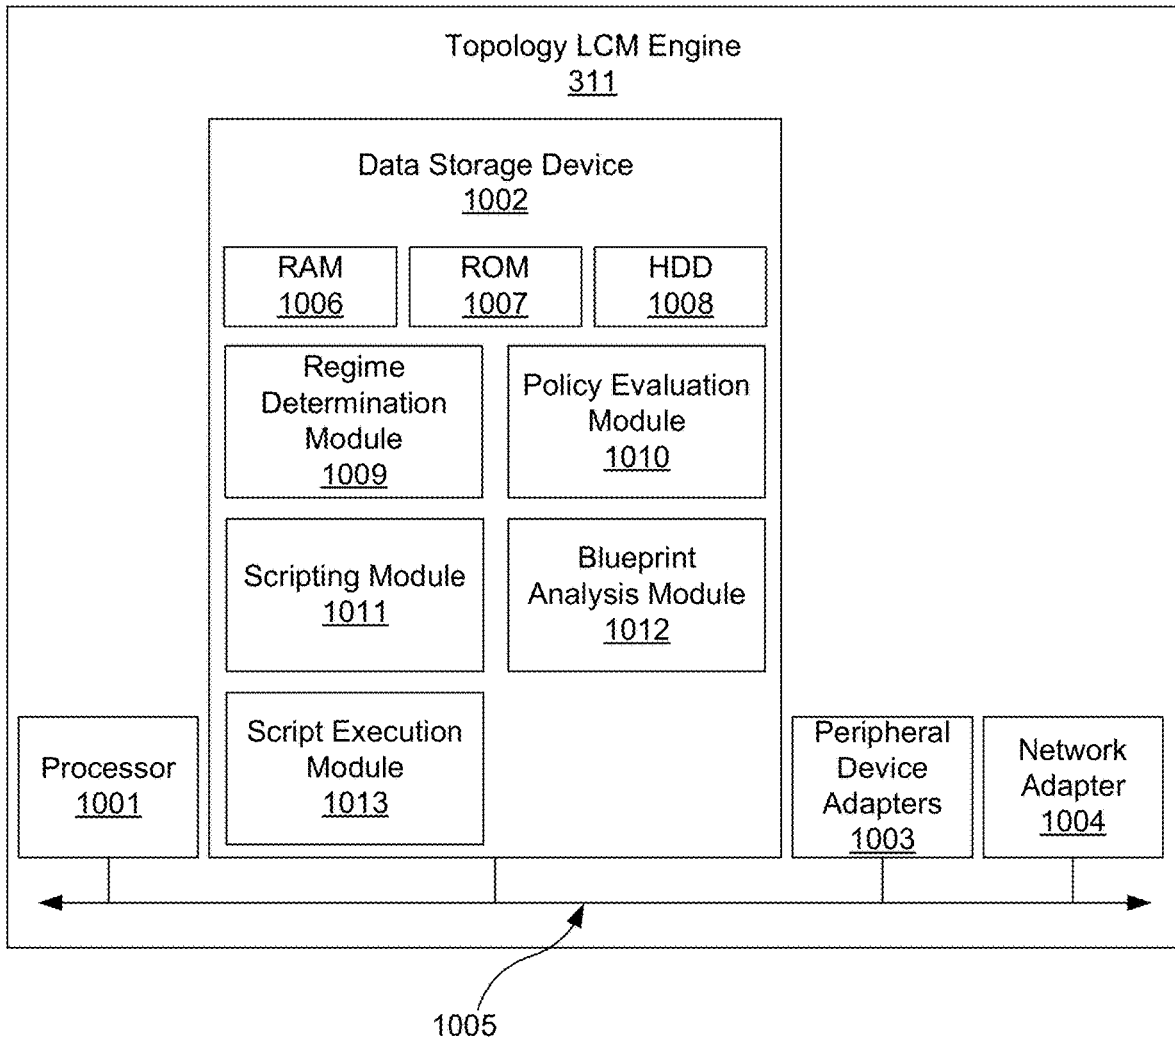 Topology LCM Engine
311
Data Storage Device
1002
RAM
1006
ROM
1007
HDD
1008
Regime
Determination
Module
1009
Policy Evaluation
Module
1010
Scripting Module
1011
Blueprint
Analysis Module
1012
Script Execution
Module
1013
Processor
1001
Peripheral
Device
Adapters
1003
Network
Adapter
1004
1005